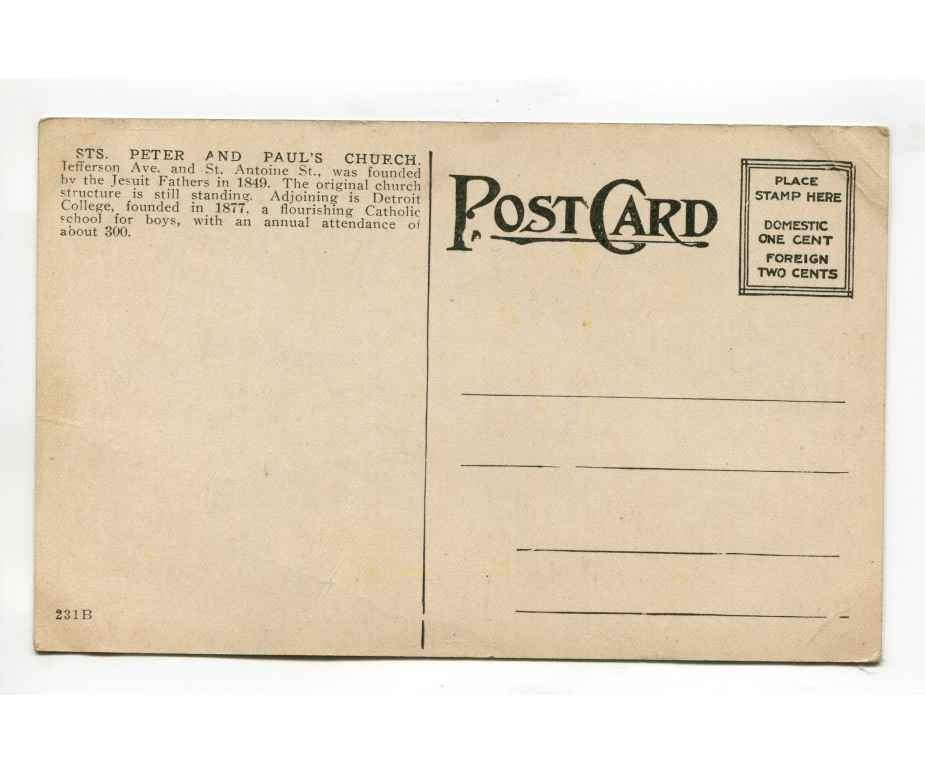 STS. PETER AND PAUL'S CHURCH.
Jefferson Ave. and St. Antoine St., was founded
by the Jesuit Fathers in 1849. The original church
structure is still standing. Adjoining is Detroit
College, founded in 1877, a flourishing Catholic
school for boys, with an annual attendance of
about 300.
231B
POST CARD
PLACE
STAMP HERE
DOMESTIC
ONE CENT
FOREIGN
TWO CENTS